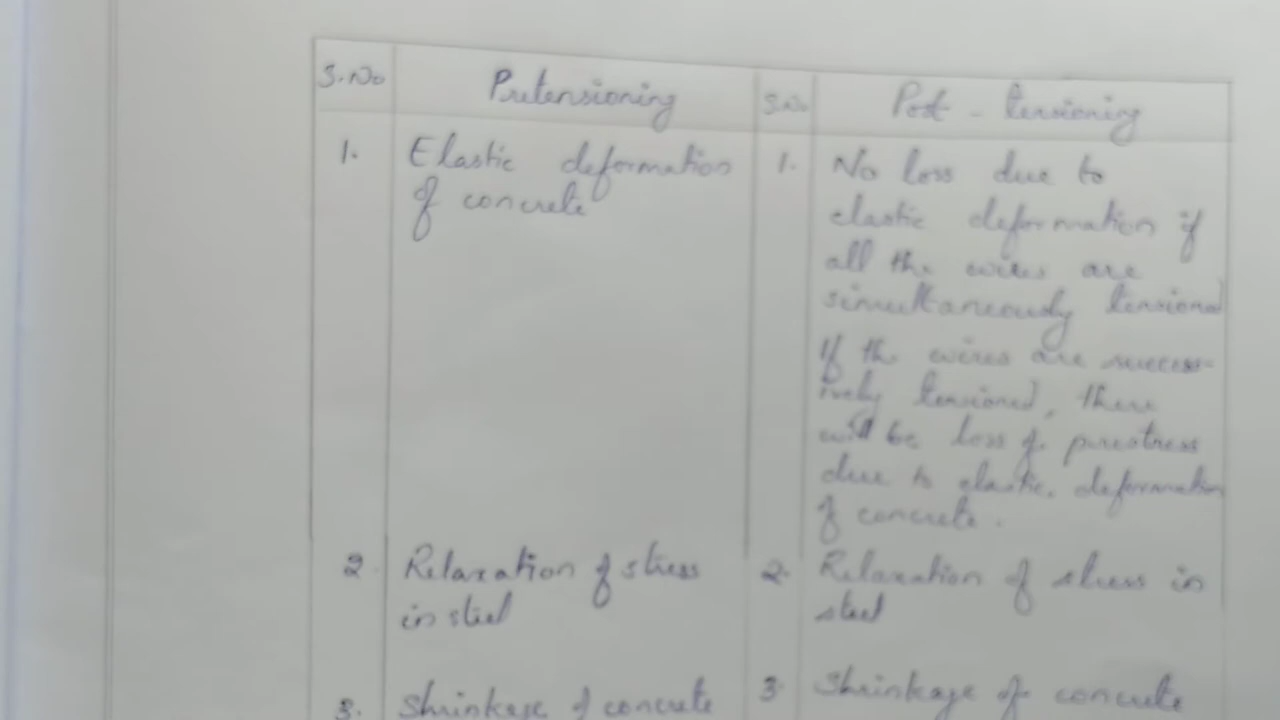 S.No Pretensioning S.No Post - tensioning
1. Elastic deformation
of concrete
1. No loss due to
elastic deformation if
all the wires are
simultaneously tensioned
If the wires are success-
ively tensioned, there
will be loss of prestress
due to elastic deformation
of concrete.
2. Relaxation of stress
in steel
2. Relaxation of stress in
steel
3. Shrinkage of concrete
3. Shrinkage of concrete